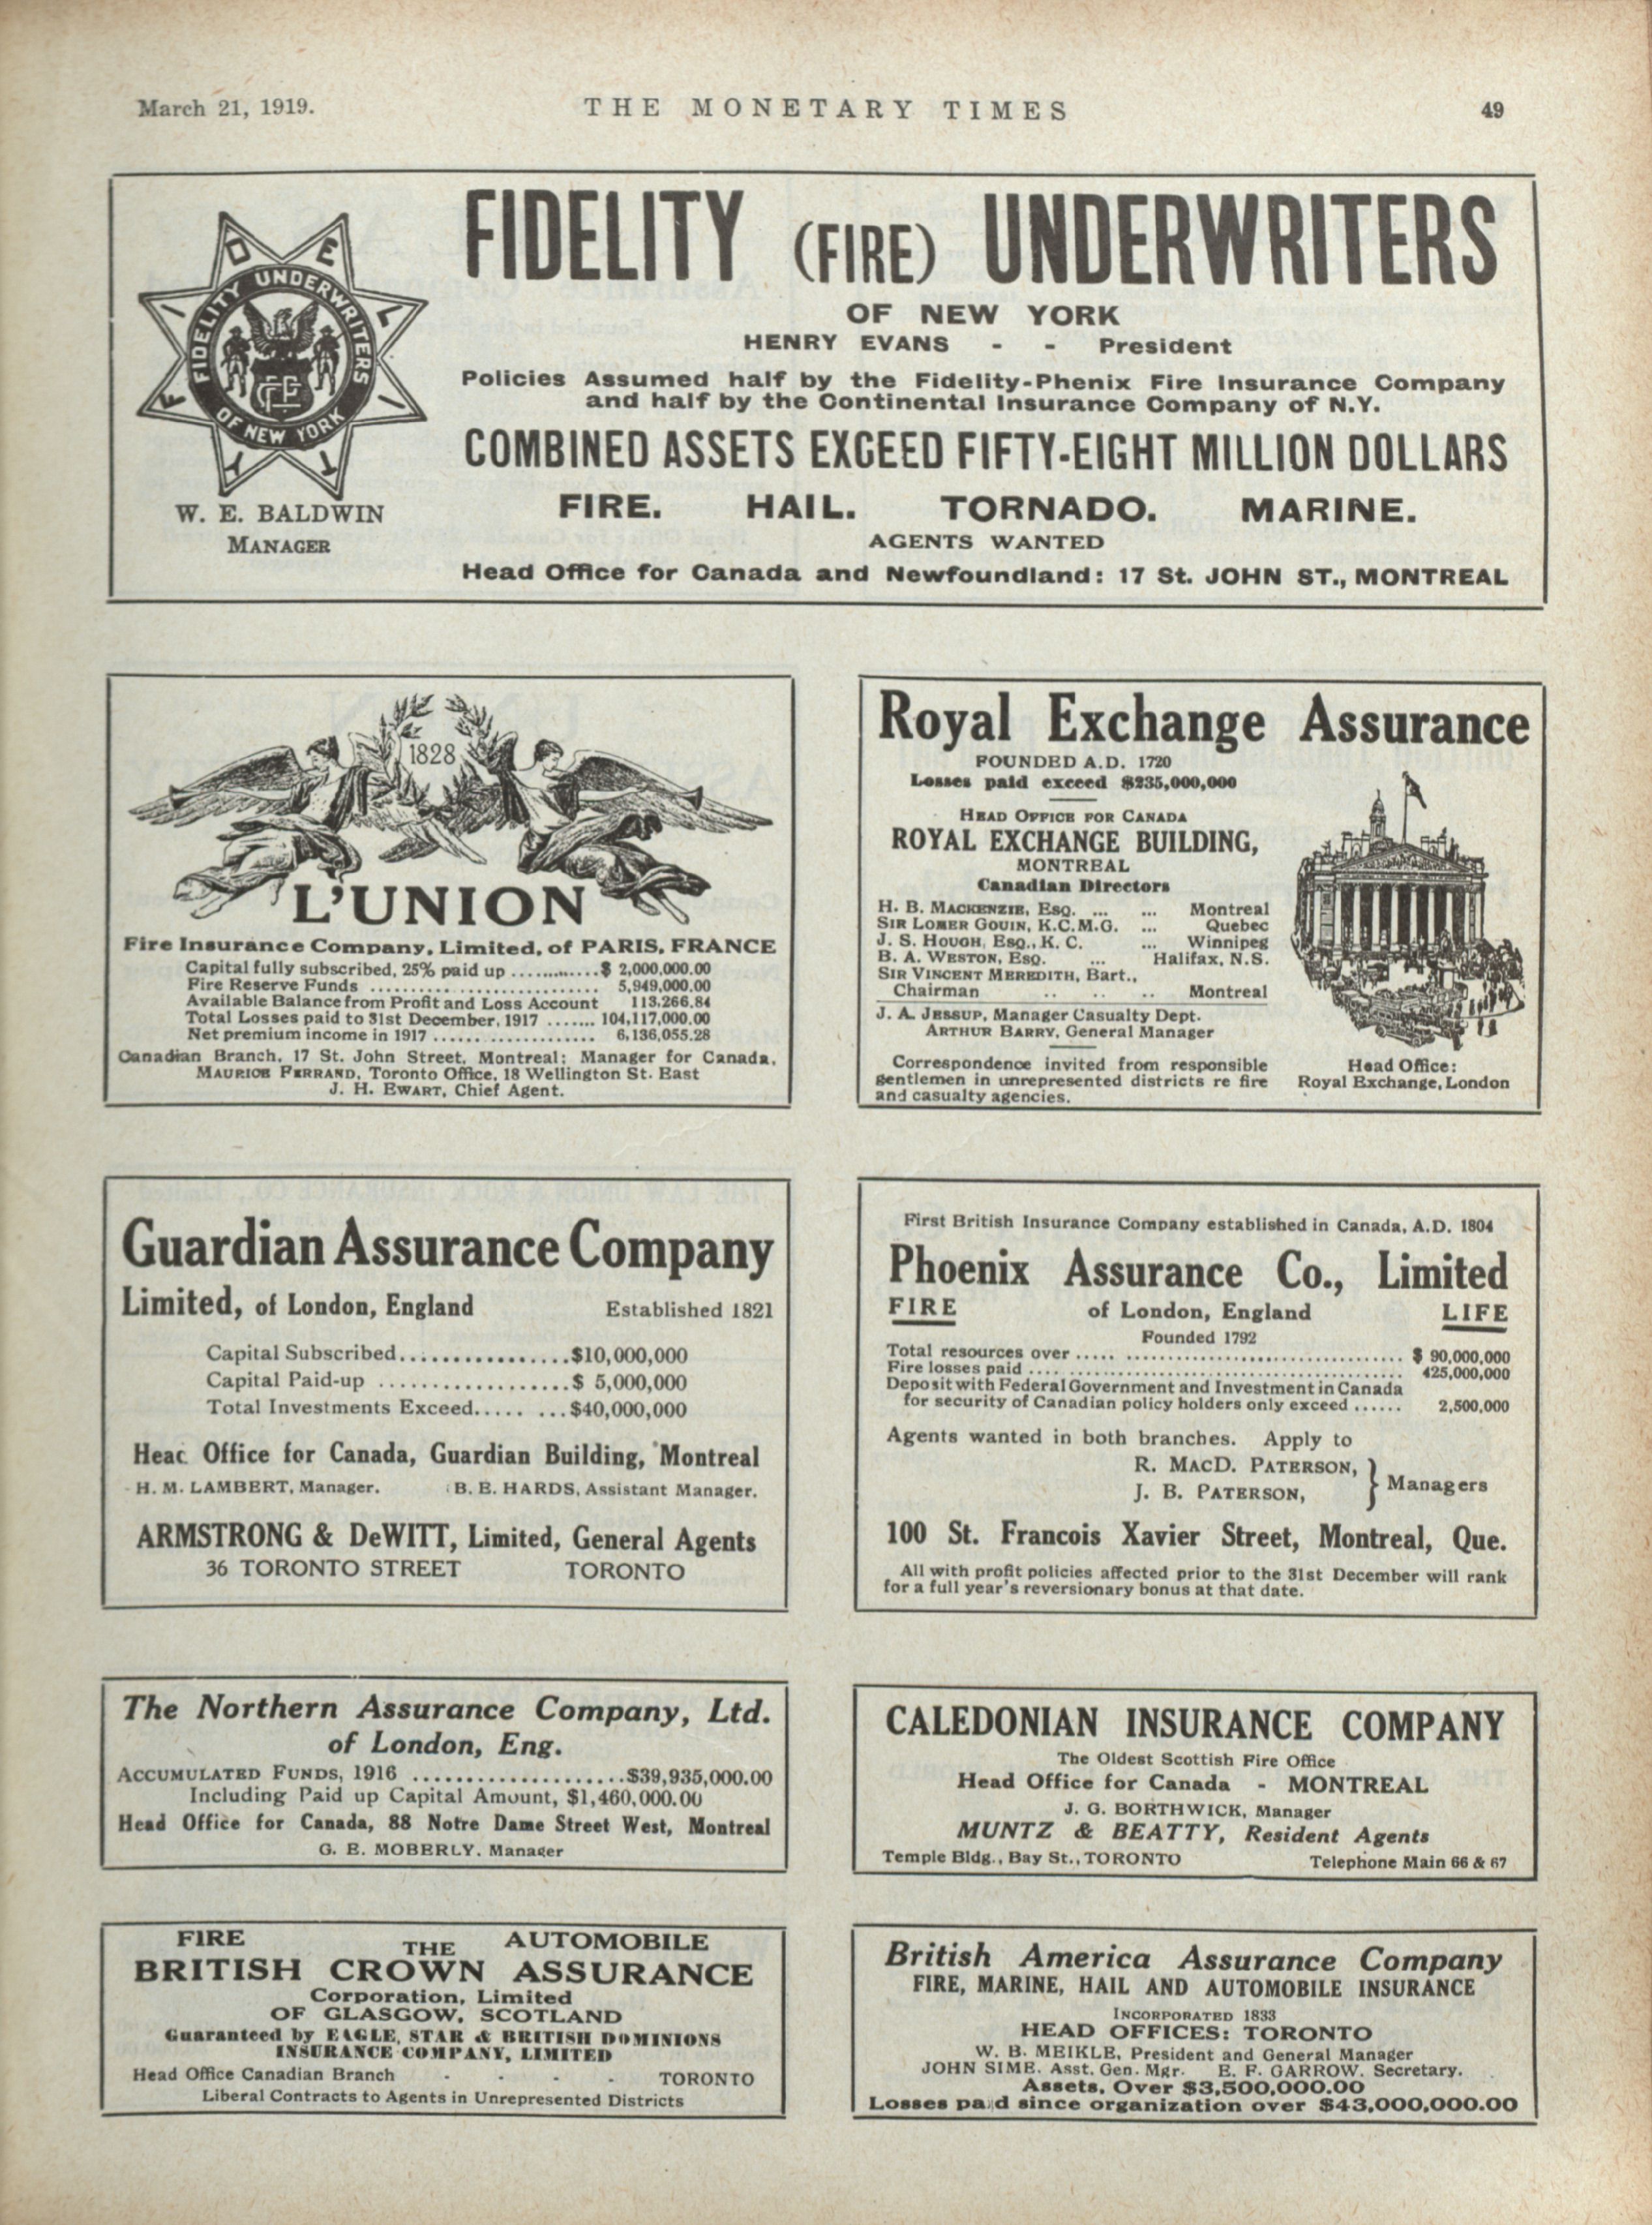 March 21, 1919.
THE MONETARY TIMES
49
FIDELITY
FIDELITY UNDERWRITERS
OF NEW YORK
W. E. BALDWIN
MANAGER
FIDELITY (FIRE) UNDERWRITERS
OF NEW YORK
HENRY EVANS - - President
Policies Assumed half by the Fidelity-Phenix Fire Insurance Company
and half by the Continental Insurance Company of N.Y.
COMBINED ASSETS EXCEED FIFTY-EIGHT MILLION DOLLARS
FIRE. HAIL. TORNADO. MARINE.
AGENTS WANTED
Head Office for Canada and Newfoundland: 17 St. JOHN ST., MONTREAL
1828
L'UNION
Fire Insurance Company, Limited, of PARIS, FRANCE
Capital fully subscribed, 25% paid up ............ $ 2,000,000.00
Fire Reserve Funds ............................ 5,949,000.00
Available Balance from Profit and Loss Account 113,266.84
Total Losses paid to 31st December, 1917 ....... 104,117,000.00
Net premium income in 1917 .................... 6,136,055.28
Canadian Branch, 17 St. John Street, Montreal; Manager for Canada,
MAURICE FERRAND. Toronto Office, 18 Wellington St. East
J. H. EWART, Chief Agent.
Royal Exchange Assurance
FOUNDED A.D. 1720
Losses paid exceed $235,000,000
HEAD OFFICE FOR CANADA
ROYAL EXCHANGE BUILDING,
MONTREAL
Canadian Directors
H. B. MACKENZIE, ESQ. ... ... Montreal
SIR LOMER GOUIN, K.C.M.G. ... Quebec
J. S. HOUGH, ESQ., K. C. ... Winnipeg
B. A. WESTON, ESQ. ... Halifax, N.S.
SIR VINCENT MEREDITH, Bart.,
Chairman .. .. .. Montreal
J. A. JESSUP, Manager Casualty Dept.
ARTHUR BARRY, General Manager
Correspondence invited from responsible
gentlemen in unrepresented districts re fire
and casualty agencies.
Head Office:
Royal Exchange, London
Guardian Assurance Company
Limited, of London, England Established 1821
Capital Subscribed................$10,000,000
Capital Paid-up ..................$ 5,000,000
Total Investments Exceed..... ...$40,000,000
Head Office for Canada, Guardian Building, Montreal
H. M. LAMBERT, Manager. B. E. HARDS, Assistant Manager.
ARMSTRONG & DeWITT, Limited, General Agents
36 TORONTO STREET TORONTO
First British Insurance Company established in Canada, A.D. 1804
Phoenix Assurance Co., Limited
FIRE of London, England LIFE
Founded 1792
Total resources over ..... .................................. $ 90,000,000
Fire losses paid .... ....................................... 425,000,000
Deposit with Federal Government and Investment in Canada
for security of Canadian policy holders only exceed ...... 2,500,000
Agents wanted in both branches. Apply to
R. MACD. PATERSON,
J. B. PATERSON,
} Managers
100 St. Francois Xavier Street, Montreal, Que.
All with profit policies affected prior to the 31st December will rank
for a full year's reversionary bonus at that date.
The Northern Assurance Company, Ltd.
of London, Eng.
ACCUMULATED FUNDS, 1916 ....................$39,935,000.00
Including Paid up Capital Amount, $1,460,000.00
Head Office for Canada, 88 Notre Dame Street West, Montreal
G. E. MOBERLY, Manager
CALEDONIAN INSURANCE COMPANY
The Oldest Scottish Fire Office
Head Office for Canada - MONTREAL
J. G. BORTHWICK, Manager
MUNTZ & BEATTY, Resident Agents
Temple Bldg., Bay St., TORONTO Telephone Main 66 & 67
FIRE THE AUTOMOBILE
BRITISH CROWN ASSURANCE
Corporation, Limited
OF GLASGOW, SCOTLAND
Guaranteed by EAGLE, STAR & BRITISH DOMINIONS
INSURANCE COMPANY, LIMITED
Head Office Canadian Branch - - - - TORONTO
Liberal Contracts to Agents in Unrepresented Districts
British America Assurance Company
FIRE, MARINE, HAIL AND AUTOMOBILE INSURANCE
INCORPORATED 1833
HEAD OFFICES: TORONTO
W. B. MEIKLE, President and General Manager
JOHN SIME, Asst. Gen. Mgr. E. F. GARROW, Secretary.
Assets, Over $3,500,000.00
Losses paid since organization over $43,000,000.00